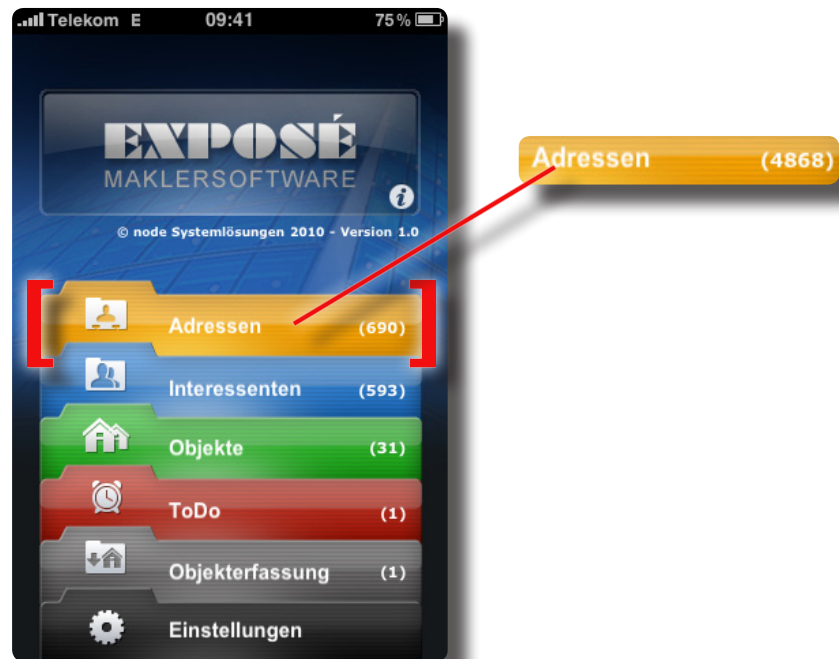 Telekom E 09:41 75%
EXPOSÉ
MAKLERSOFTWARE
i
© node Systemlösungen 2010 - Version 1.0
Adressen (690)
Interessenten (593)
Objekte (31)
ToDo (1)
Objekterfassung (1)
Einstellungen
Adressen (4868)